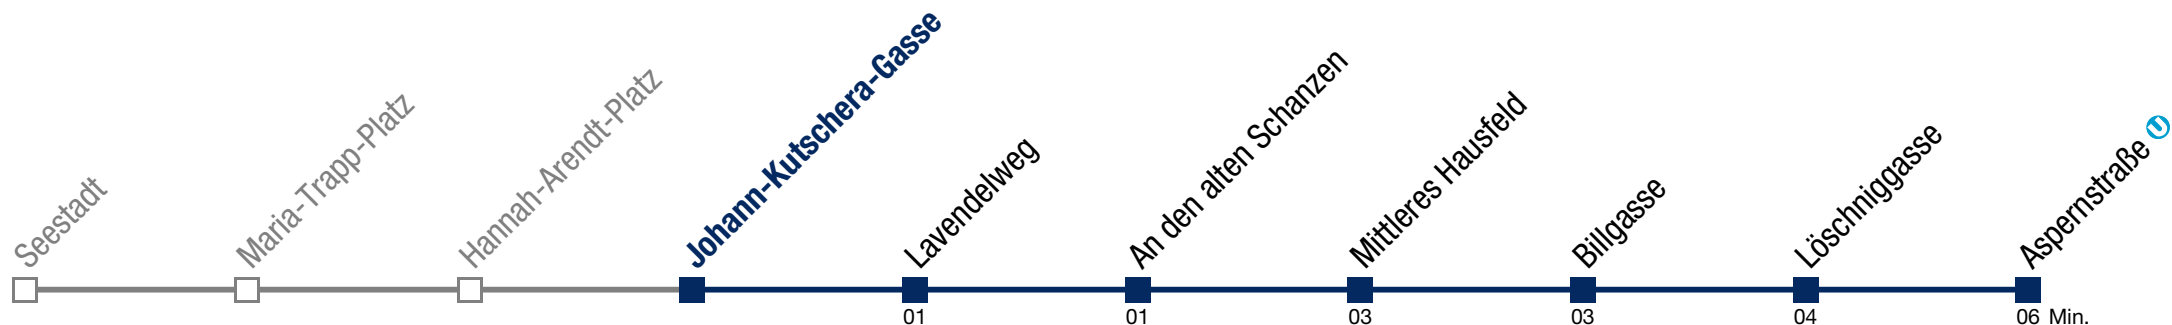 Seestadt
Maria-Trapp-Platz
Hannah-Arendt-Platz
Johann-Kutschera-Gasse
Lavendelweg
An den alten Schanzen
Mittleres Hausfeld
Billgasse
Löschniggasse
Aspernstraße U
01 01 03 03 04 06 Min.